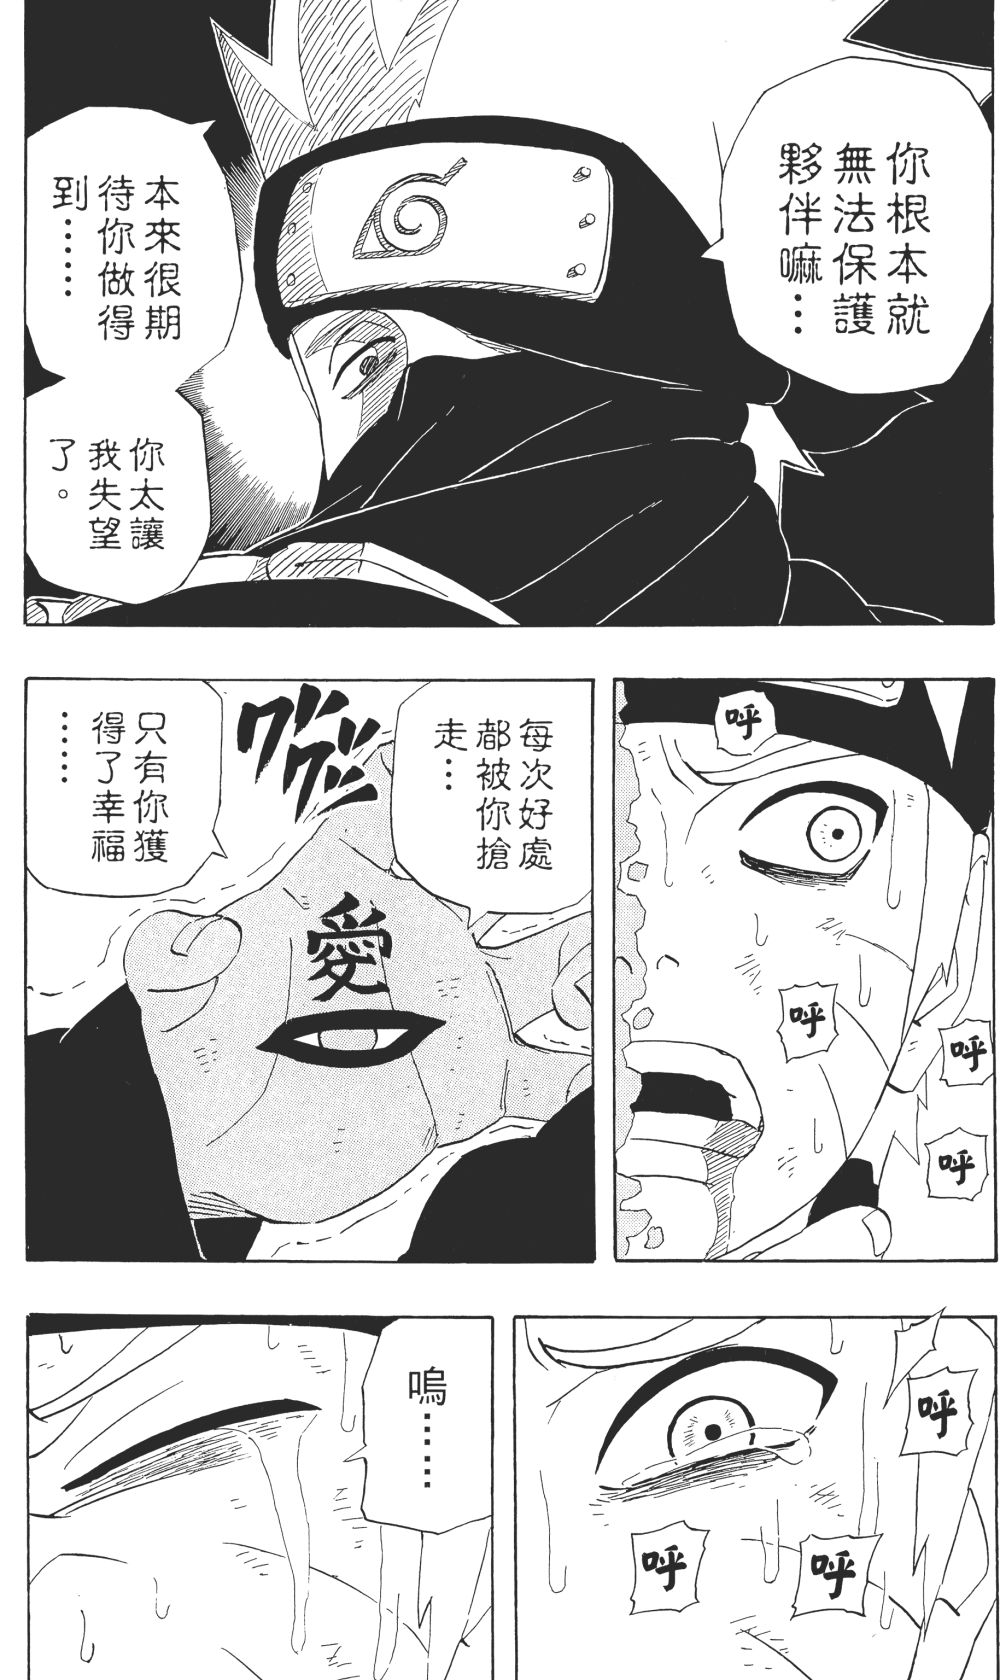 你根本就
無法保護
夥伴嘛…
本來很期
待你做得
到……
你太讓
我失望
了。
呼
呼
呼
呼
每次好處
都被你搶
走…
ググッ
愛
只有你獲
得了幸福
……
呼
呼
呼
嗚……